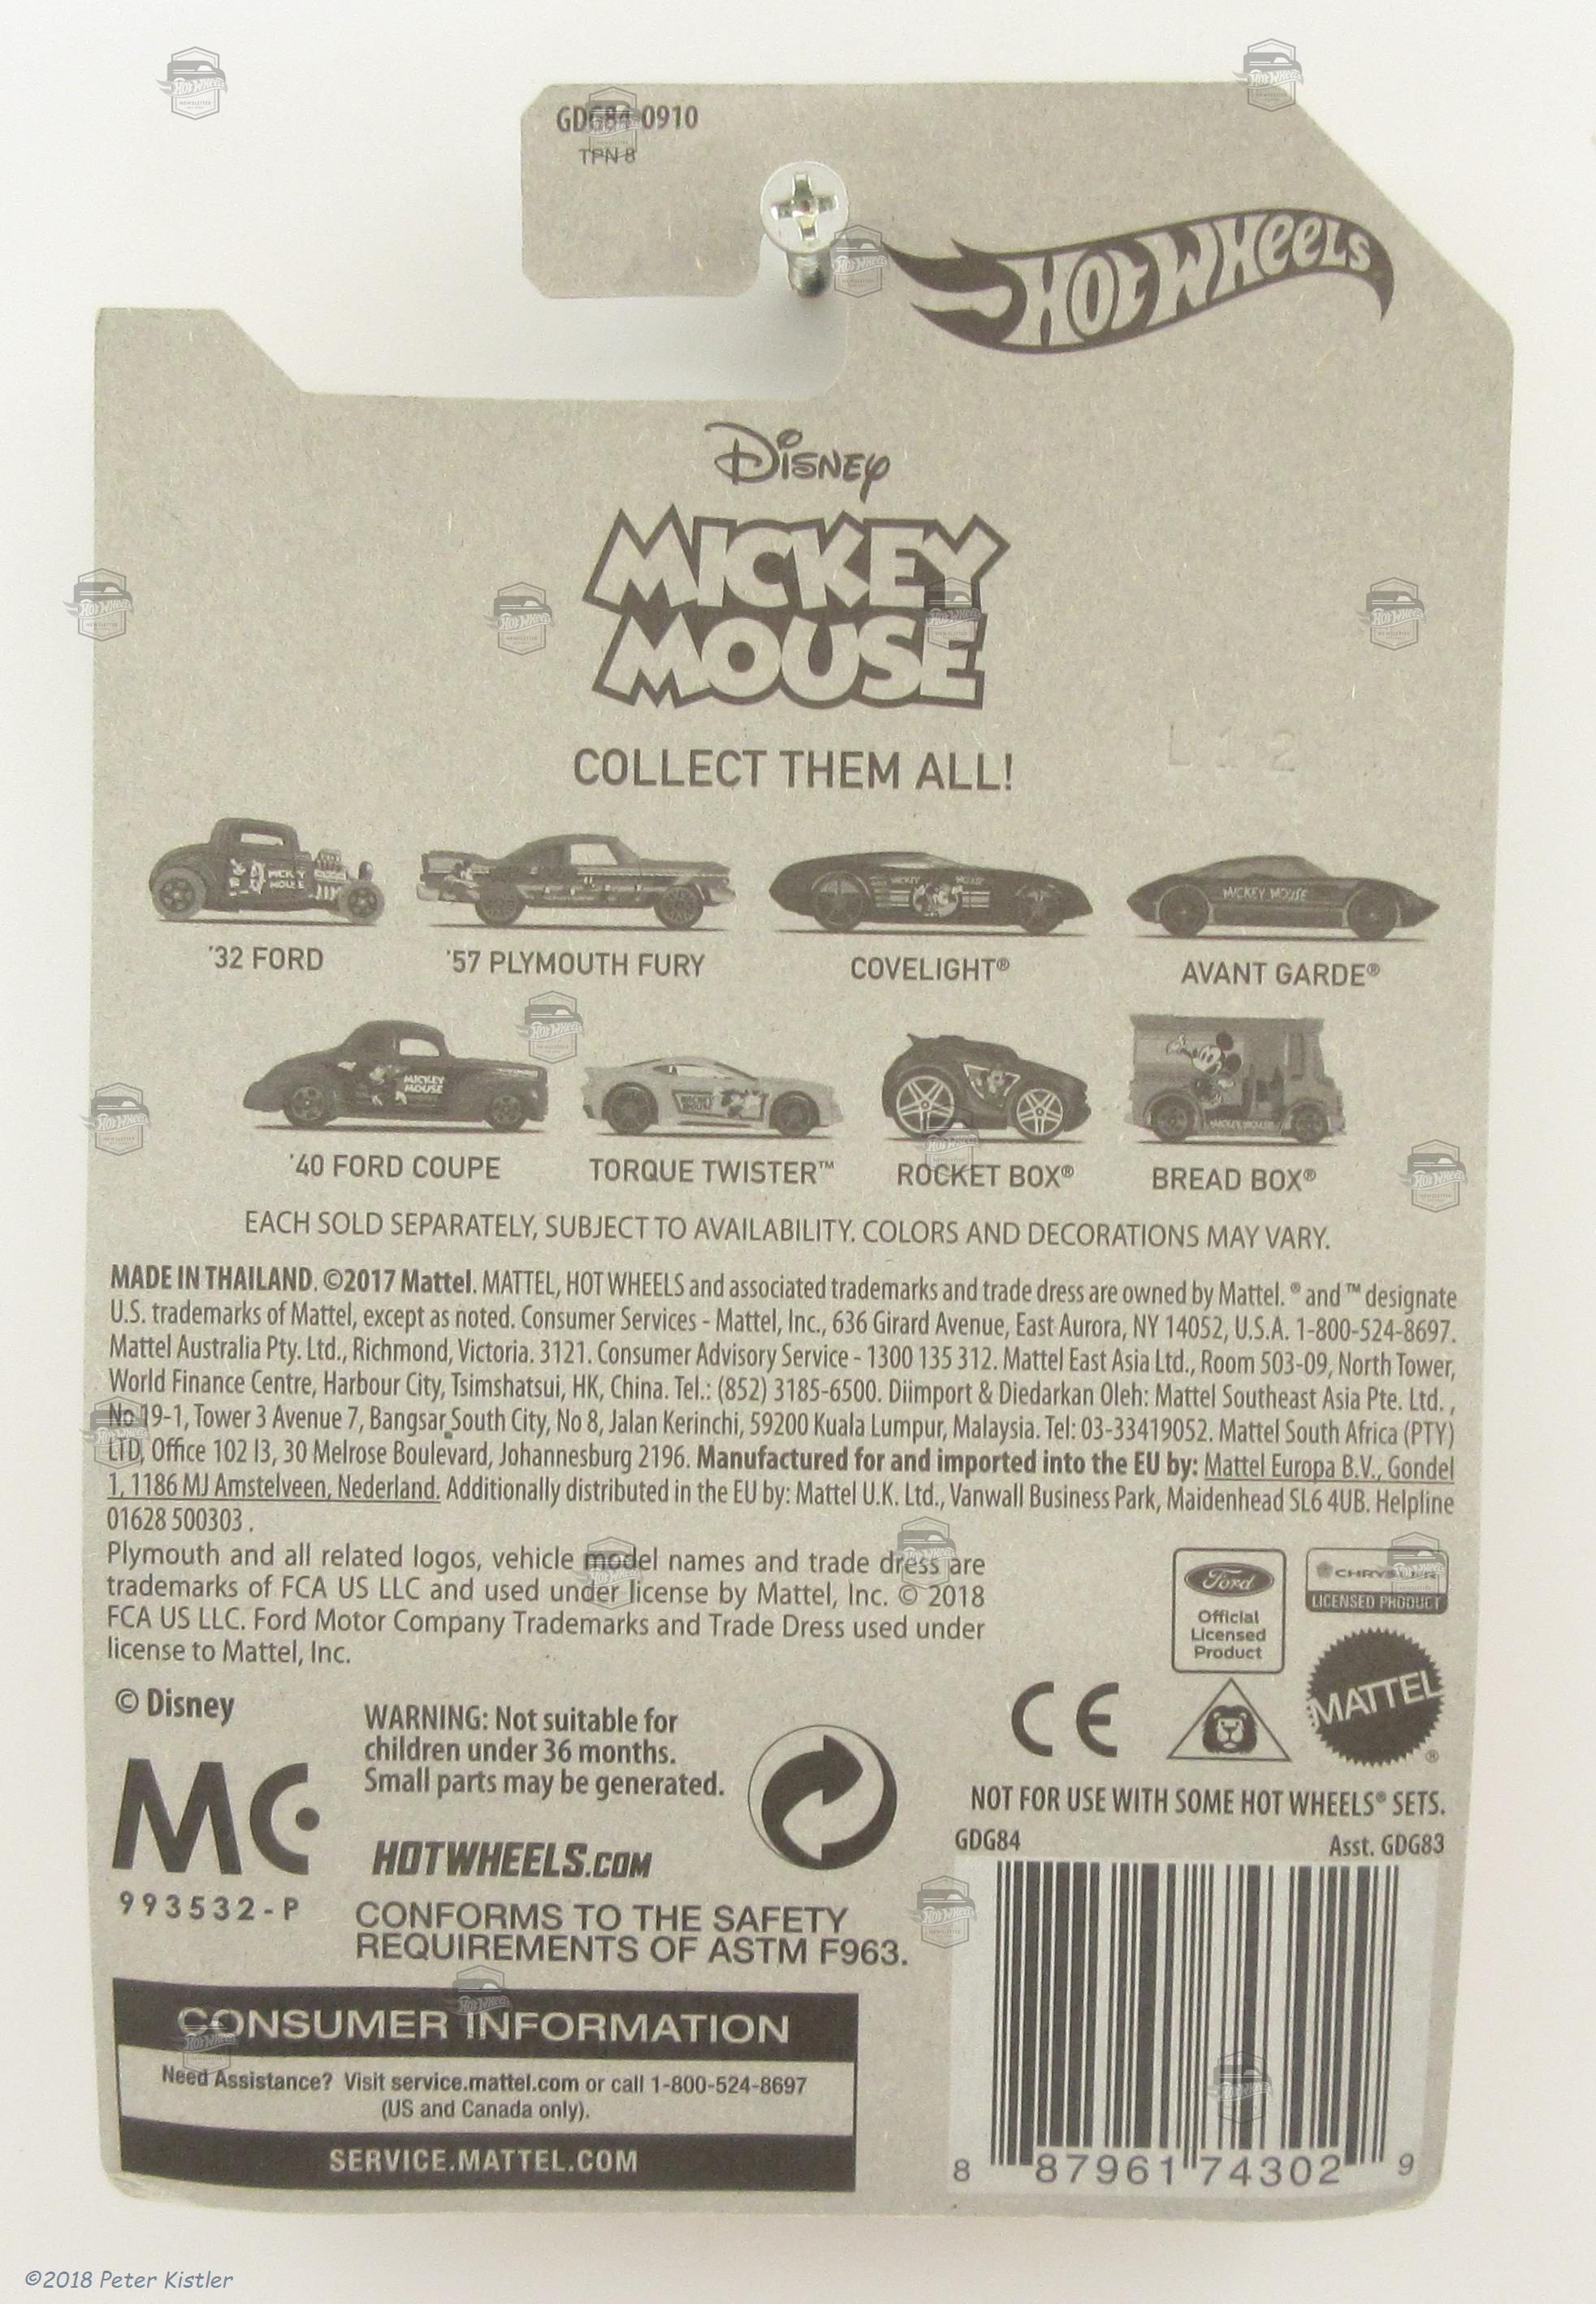 GDG84-0910
TPN 8
HOT WHEELS
DISNEY
MICKEY
MOUSE
COLLECT THEM ALL!
L12
MICKEY
MOUSE
MICKEY MOUSE
MICKEY MOUSE
'32 FORD
'57 PLYMOUTH FURY
COVELIGHT®
AVANT GARDE®
MICKEY
MOUSE
MICKEY
MOUSE
MICKEY MOUSE
'40 FORD COUPE
TORQUE TWISTER™
ROCKET BOX®
BREAD BOX®
EACH SOLD SEPARATELY, SUBJECT TO AVAILABILITY. COLORS AND DECORATIONS MAY VARY.
MADE IN THAILAND. ©2017 Mattel. MATTEL, HOT WHEELS and associated trademarks and trade dress are owned by Mattel. ® and ™ designate
U.S. trademarks of Mattel, except as noted. Consumer Services - Mattel, Inc., 636 Girard Avenue, East Aurora, NY 14052, U.S.A. 1-800-524-8697.
Mattel Australia Pty. Ltd., Richmond, Victoria. 3121. Consumer Advisory Service - 1300 135 312. Mattel East Asia Ltd., Room 503-09, North Tower,
World Finance Centre, Harbour City, Tsimshatsui, HK, China. Tel.: (852) 3185-6500. Diimport & Diedarkan Oleh: Mattel Southeast Asia Pte. Ltd. ,
No 19-1, Tower 3 Avenue 7, Bangsar South City, No 8, Jalan Kerinchi, 59200 Kuala Lumpur, Malaysia. Tel: 03-33419052. Mattel South Africa (PTY)
LTD, Office 102 I3, 30 Melrose Boulevard, Johannesburg 2196. Manufactured for and imported into the EU by: Mattel Europa B.V., Gondel
1, 1186 MJ Amstelveen, Nederland. Additionally distributed in the EU by: Mattel U.K. Ltd., Vanwall Business Park, Maidenhead SL6 4UB. Helpline
01628 500303 .
Plymouth and all related logos, vehicle model names and trade dress are
trademarks of FCA US LLC and used under license by Mattel, Inc. © 2018
FCA US LLC. Ford Motor Company Trademarks and Trade Dress used under
license to Mattel, Inc.
Ford
Official
Licensed
Product
CHRYSLER
LICENSED PRODUCT
© Disney
WARNING: Not suitable for
children under 36 months.
Small parts may be generated.
CE
MATTEL®
MC
993532-P
HOTWHEELS.COM
CONFORMS TO THE SAFETY
REQUIREMENTS OF ASTM F963.
NOT FOR USE WITH SOME HOT WHEELS® SETS.
GDG84
Asst. GDG83
CONSUMER INFORMATION
Need Assistance? Visit service.mattel.com or call 1-800-524-8697
(US and Canada only).
SERVICE.MATTEL.COM
8 87961 74302 9
©2018 Peter Kistler